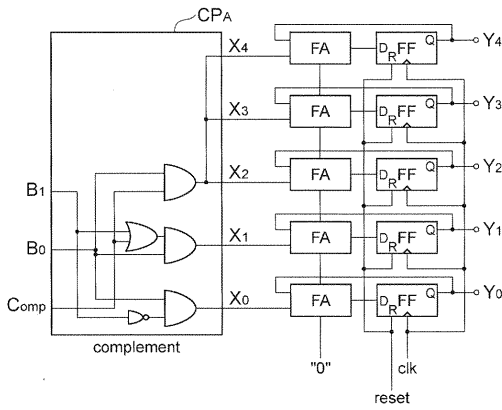 CPA
X4 FA D R FF Q Y4
X3 FA D R FF Q Y3
X2 FA D R FF Q Y2
B1
X1 FA D R FF Q Y1
B0
Comp X0 FA D R FF Q Y0
complement
"0" clk
reset